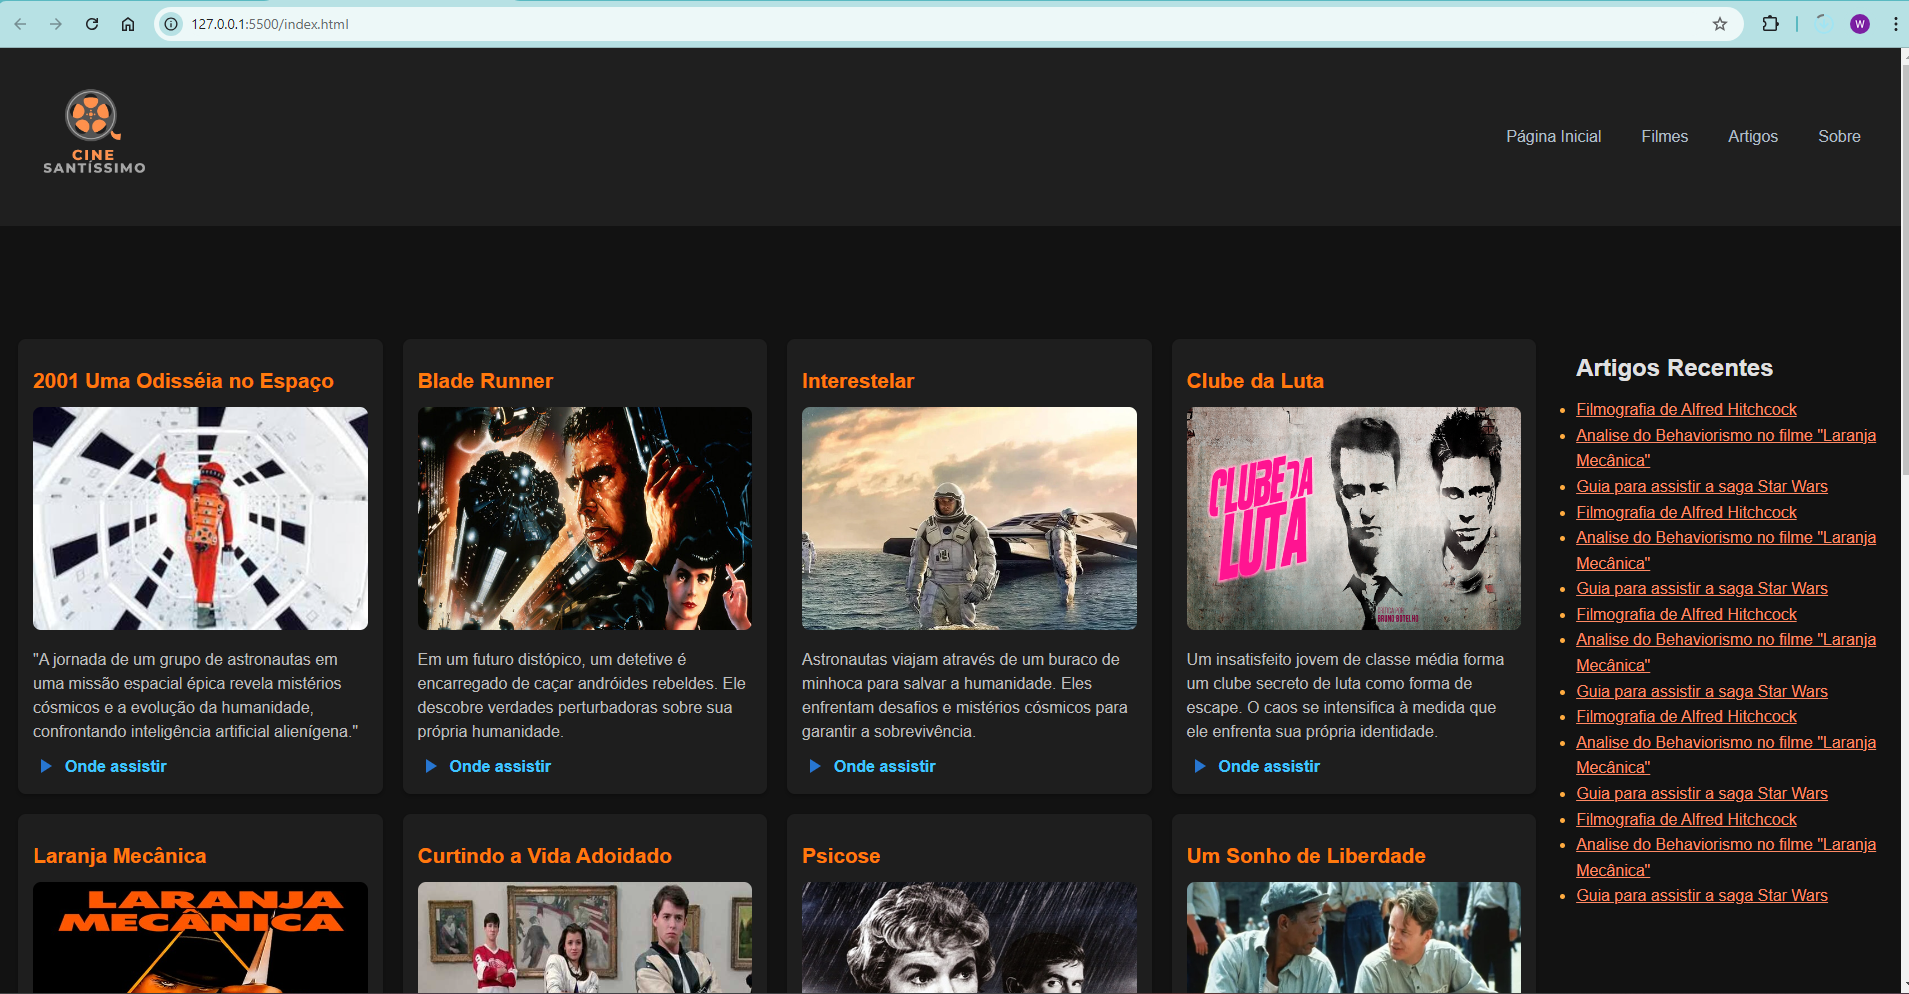 127.0.0.1:5500/index.html
W
CINE
SANTÍSSIMO
Página Inicial
Filmes
Artigos
Sobre
2001 Uma Odisséia no Espaço
"A jornada de um grupo de astronautas em
uma missão espacial épica revela mistérios
cósmicos e a evolução da humanidade,
confrontando inteligência artificial alienígena."
Onde assistir
Blade Runner
Em um futuro distópico, um detetive é
encarregado de caçar andróides rebeldes. Ele
descobre verdades perturbadoras sobre sua
própria humanidade.
Onde assistir
Interestelar
Astronautas viajam através de um buraco de
minhoca para salvar a humanidade. Eles
enfrentam desafios e mistérios cósmicos para
garantir a sobrevivência.
Onde assistir
Clube da Luta
CLUBE DA
LUTA
CRÍTICA POR
BRUNO BOTELHO
Um insatisfeito jovem de classe média forma
um clube secreto de luta como forma de
escape. O caos se intensifica à medida que
ele enfrenta sua própria identidade.
Onde assistir
Laranja Mecânica
LARANJA
MECÂNICA
Curtindo a Vida Adoidado
Psicose
Um Sonho de Liberdade
Artigos Recentes
Filmografia de Alfred Hitchcock
Analise do Behaviorismo no filme "Laranja
Mecânica"
Guia para assistir a saga Star Wars
Filmografia de Alfred Hitchcock
Analise do Behaviorismo no filme "Laranja
Mecânica"
Guia para assistir a saga Star Wars
Filmografia de Alfred Hitchcock
Analise do Behaviorismo no filme "Laranja
Mecânica"
Guia para assistir a saga Star Wars
Filmografia de Alfred Hitchcock
Analise do Behaviorismo no filme "Laranja
Mecânica"
Guia para assistir a saga Star Wars
Filmografia de Alfred Hitchcock
Analise do Behaviorismo no filme "Laranja
Mecânica"
Guia para assistir a saga Star Wars